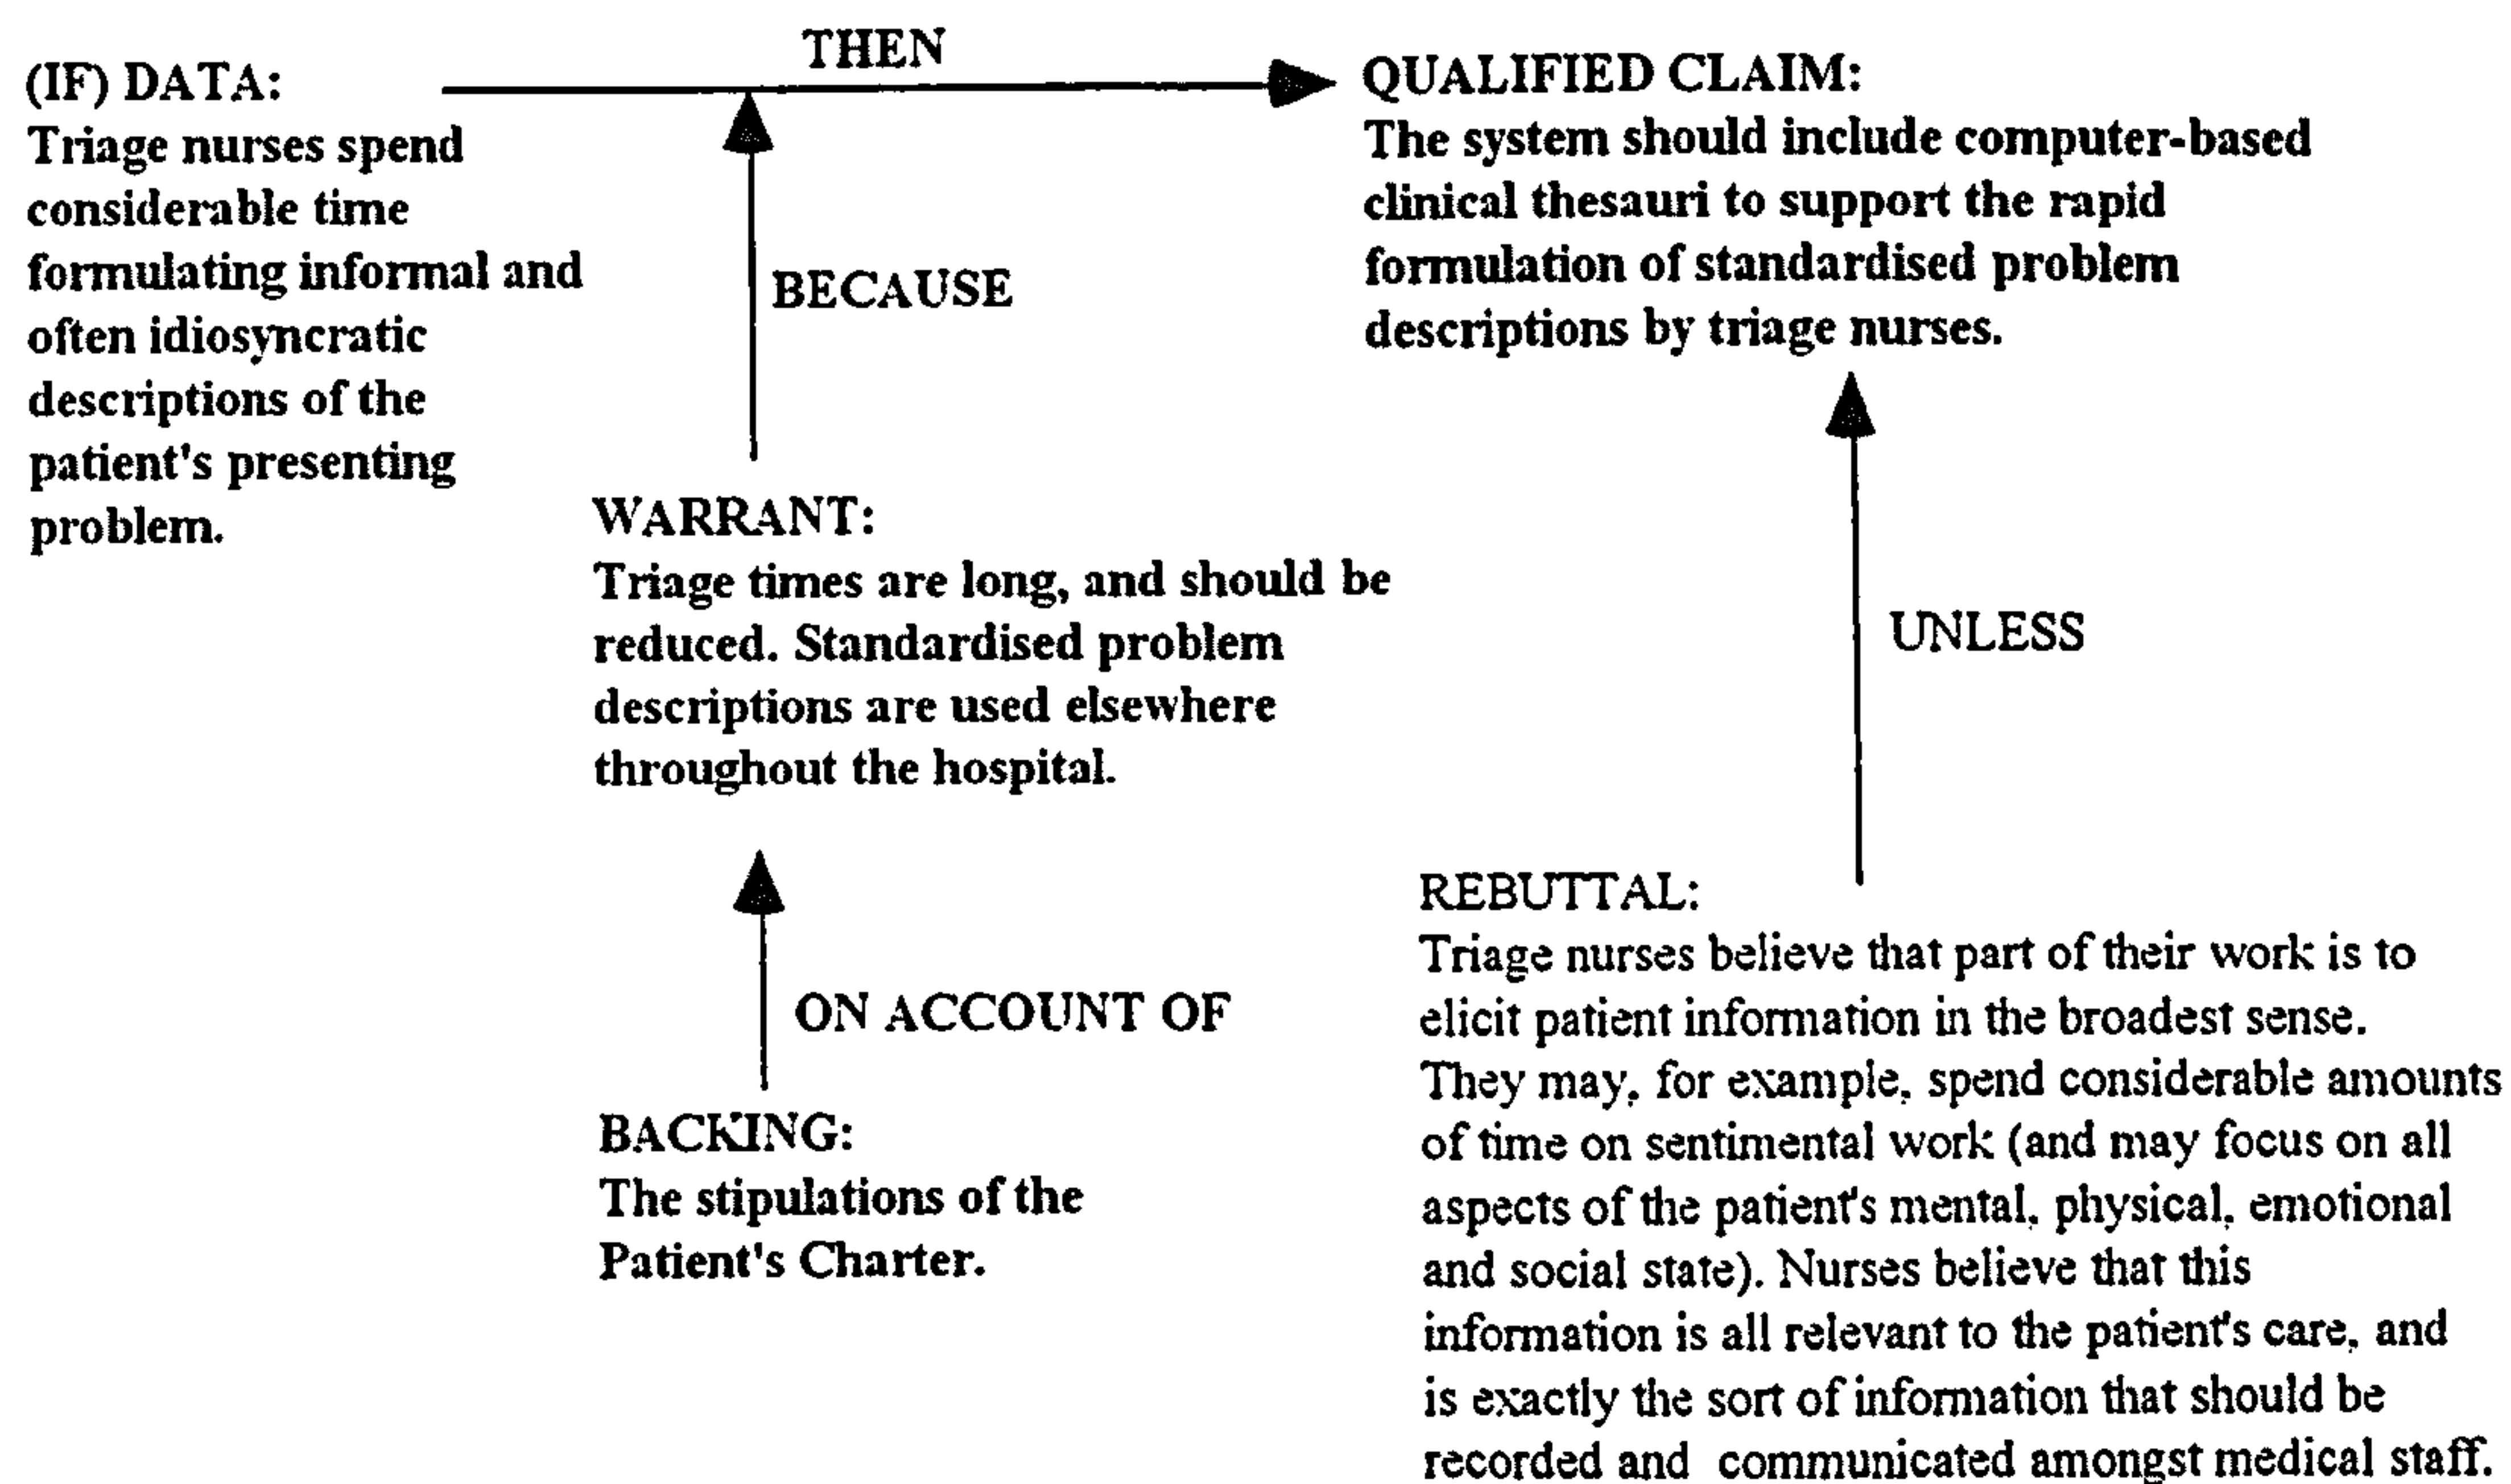 THEN
(IF) DATA:
Triage nurses spend
considerable time
formulating informal and
often idiosyncratic
descriptions of the
patient's presenting
problem.
QUALIFIED CLAIM:
The system should include computer-based
clinical thesauri to support the rapid
formulation of standardised problem
descriptions by triage nurses.
BECAUSE
WARRANT:
Triage times are long, and should be
reduced. Standardised problem
descriptions are used elsewhere
throughout the hospital.
UNLESS
ON ACCOUNT OF
BACKING:
The stipulations of the
Patient's Charter.
REBUTTAL:
Triage nurses believe that part of their work is to
elicit patient information in the broadest sense.
They may, for example, spend considerable amounts
of time on sentimental work (and may focus on all
aspects of the patient's mental, physical, emotional
and social state). Nurses believe that this
information is all relevant to the patient's care, and
is exactly the sort of information that should be
recorded and communicated amongst medical staff.